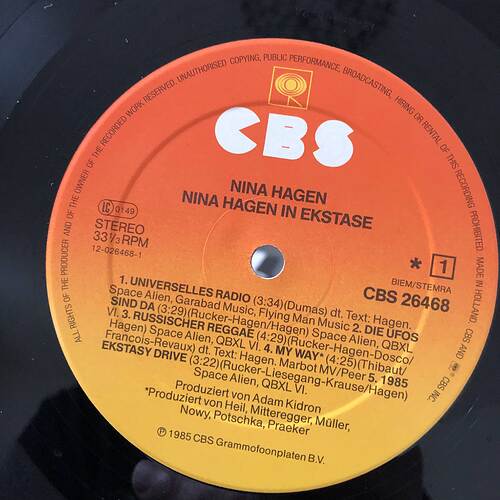 ALL RIGHTS OF THE PRODUCER AND OF THE OWNER OF THE RECORDED WORK RESERVED. UNAUTHORISED COPYING, PUBLIC PERFORMANCE, BROADCASTING, HIRING OR RENTAL OF THIS RECORDING PROHIBITED. MADE IN HOLLAND. CBS AND ARE CBS INC.
CBS
NINA HAGEN
NINA HAGEN IN EKSTASE
LC 0149
STEREO
33⅓ RPM
12-026468-1
* 1
BIEM/STEMRA
CBS 26468
1. UNIVERSELLES RADIO (3:34)(Dumas) dt. Text: Hagen.
Space Alien, Garabad Music, Flying Man Music 2. DIE UFOS
SIND DA (3:29)(Rucker-Hagen/Hagen) Space Alien, QBXL
VI. 3. RUSSISCHER REGGAE (4:29)(Rucker-Hagen-Dosco/
Hagen) Space Alien, QBXL VI. 4. MY WAY* (4:25)(Thibaut/
Francois-Revaux) dt. Text: Hagen. Marbot MV/Peer 5. 1985
EKSTASY DRIVE (3:22)(Rucker-Liesegang-Krause/Hagen)
Space Alien, QBXL VI.
Produziert von Adam Kidron
*Produziert von Heil, Mitteregger, Müller,
Nowy, Potschka, Praeker
℗ 1985 CBS Grammofoonplaten B.V.